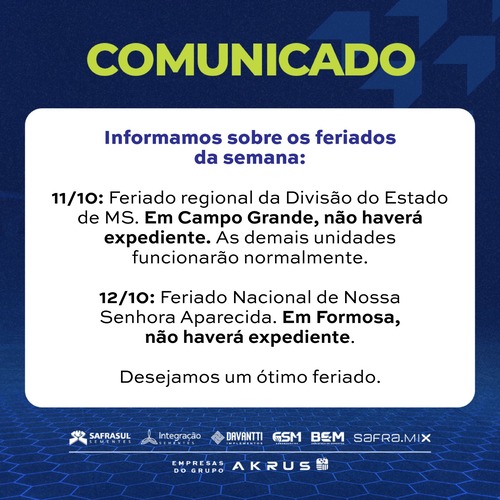 COMUNICADO
Informamos sobre os feriados
da semana:
11/10: Feriado regional da Divisão do Estado
de MS. Em Campo Grande, não haverá
expediente. As demais unidades
funcionarão normalmente.
12/10: Feriado Nacional de Nossa
Senhora Aparecida. Em Formosa,
não haverá expediente.
Desejamos um ótimo feriado.
SAFRASUL
SEMENTES
Integração
SEMENTES
DAVANTTI
IMPLEMENTOS
GSM
BEM
SAFRA.MIX
EMPRESAS
DO GRUPO
AKRUS